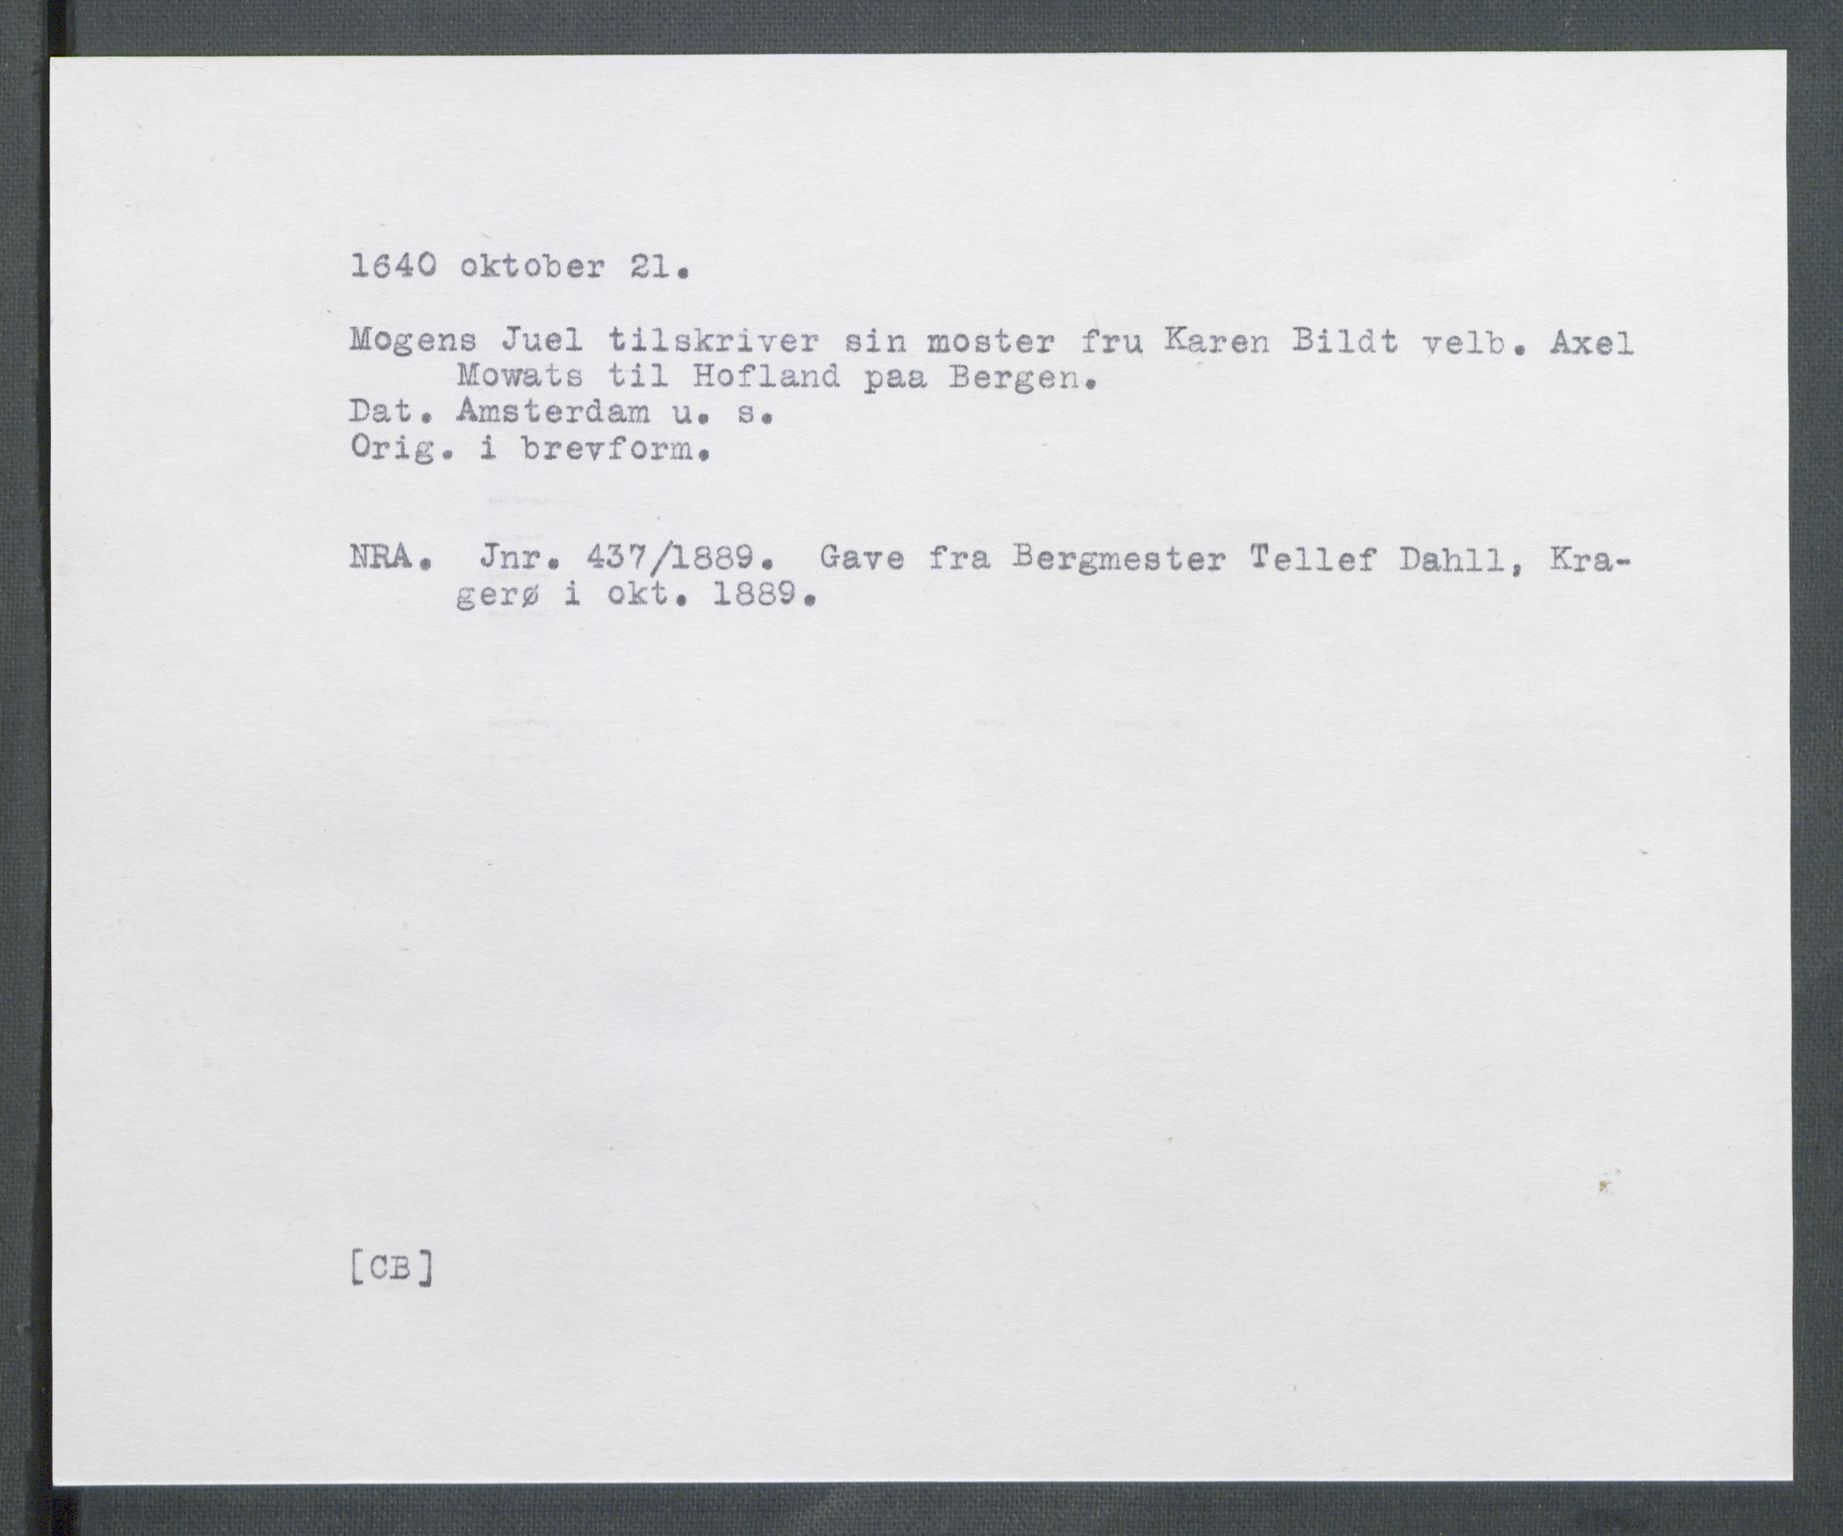 1640 oktober 21.
Mogens Juel tilskriver sin moster fru Karen Bildt velb. Axel
Mowats til Hofland paa Bergen.
Dat. Amsterdam u. s.
Orig. i brevform.
NRA. Jnr. 437/1889. Gave fra Bergmester Tellef Dahll, Kra-
gerø i okt. 1889.
[CB]